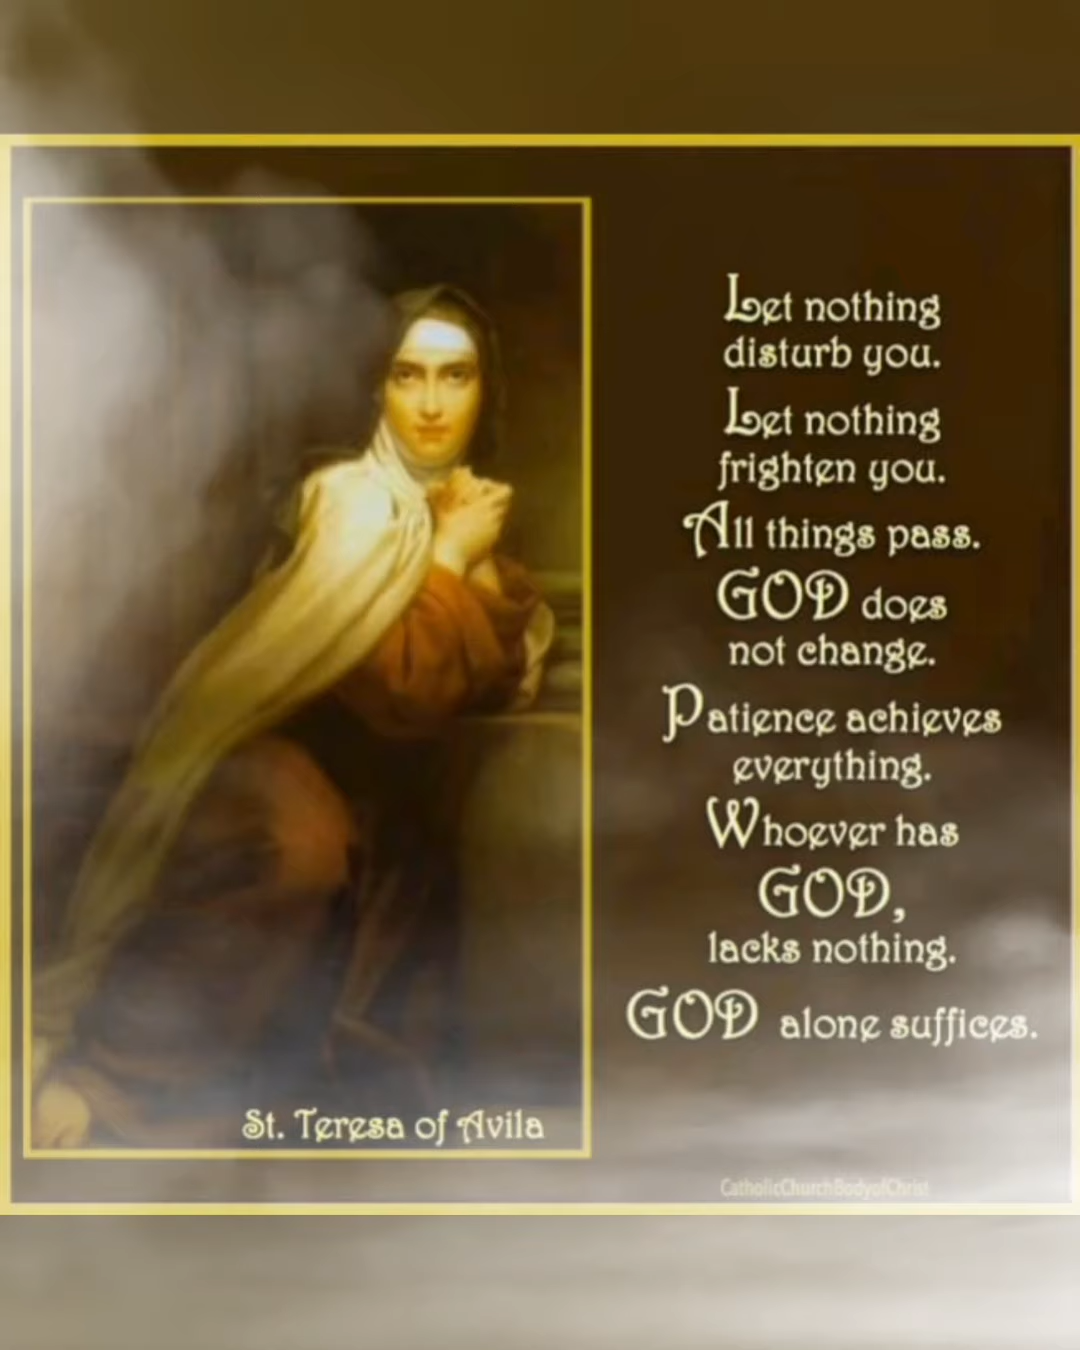 Let nothing
disturb you.
Let nothing
frighten you.
All things pass.
GOD does
not change.
Patience achieves
everything.
Whoever has
GOD,
lacks nothing.
GOD alone suffices.
St. Teresa of Avila
CatholicChurchBodyofChrist